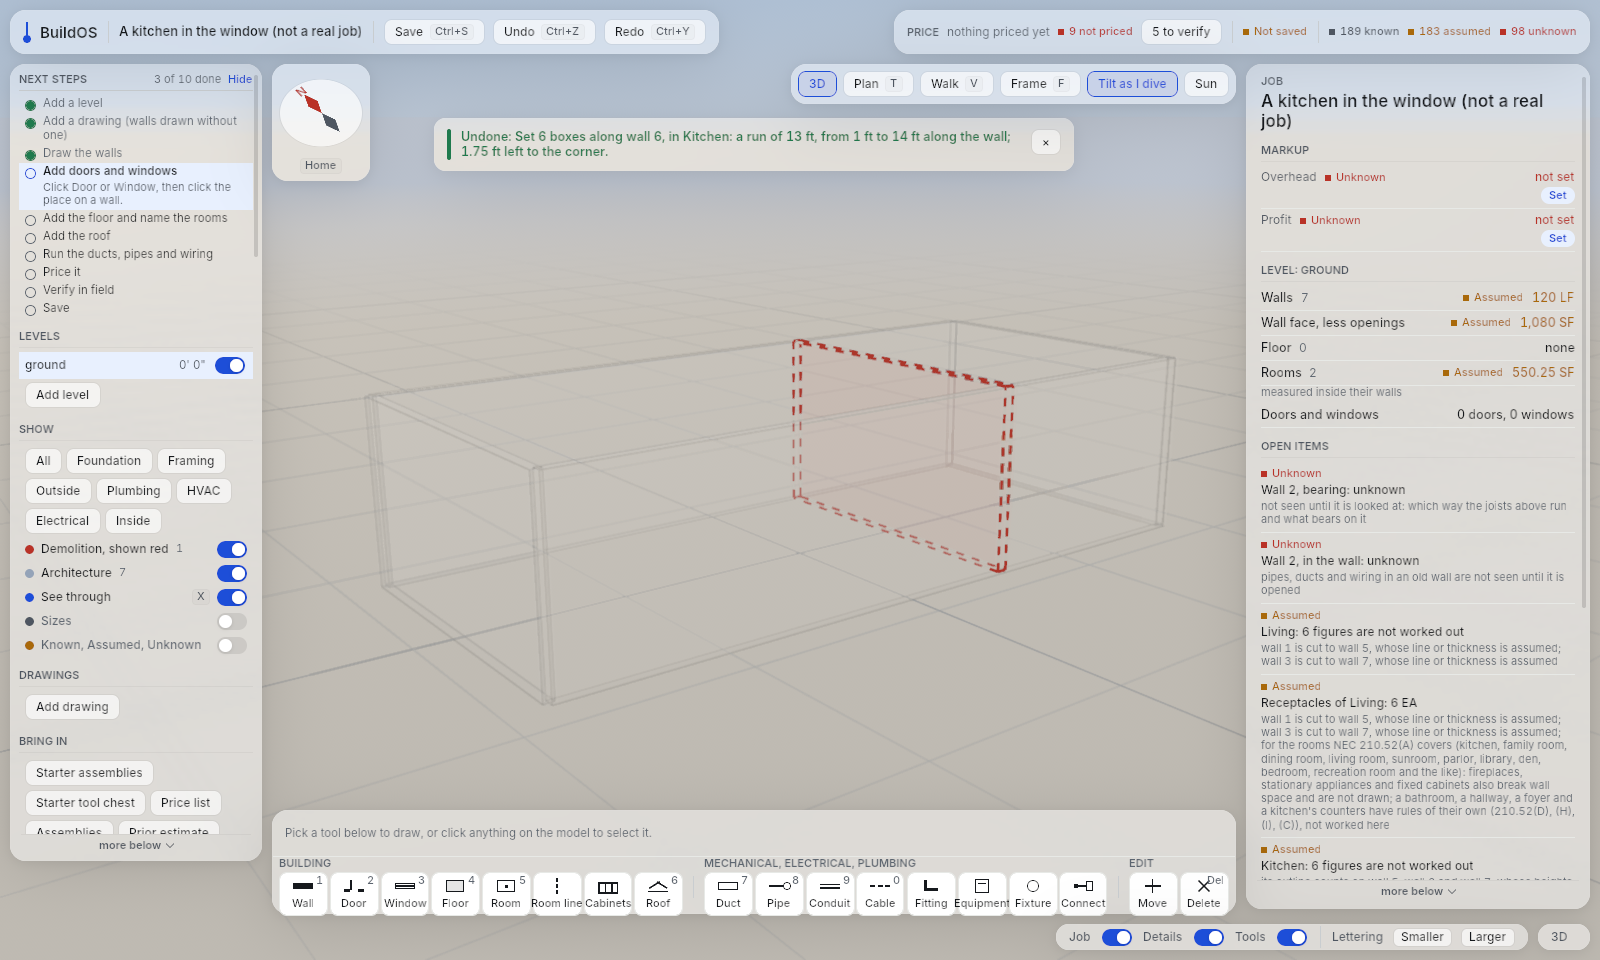 BuildOS
A kitchen in the window (not a real job)
Save Ctrl+S
Undo Ctrl+Z
Redo Ctrl+Y
PRICE nothing priced yet 9 not priced 5 to verify Not saved 189 known 183 assumed 98 unknown
NEXT STEPS 3 of 10 done Hide
Add a level
Add a drawing (walls drawn without
one)
Draw the walls
Add doors and windows
Click Door or Window, then click the
place on a wall.
Add the floor and name the rooms
Add the roof
Run the ducts, pipes and wiring
Price it
Verify in field
Save
LEVELS
ground 0' 0"
Add level
SHOW
All Foundation Framing
Outside Plumbing HVAC
Electrical Inside
Demolition, shown red 1
Architecture 7
See through X
Sizes
Known, Assumed, Unknown
DRAWINGS
Add drawing
BRING IN
Starter assemblies
Starter tool chest Price list
Assemblies Prior estimate
more below
N
Home
3D Plan T Walk V Frame F Tilt as I dive Sun
Undone: Set 6 boxes along wall 6, in Kitchen: a run of 13 ft, from 1 ft to 14 ft along the wall;
1.75 ft left to the corner.
×
Pick a tool below to draw, or click anything on the model to select it.
BUILDING
Wall 1
Door 2
Window 3
Floor 4
Room 5
Room line
Cabinets
Roof 6
MECHANICAL, ELECTRICAL, PLUMBING
Duct 7
Pipe 8
Conduit 9
Cable 0
Fitting
Equipment
Fixture
Connect
EDIT
Move
Delete Del
JOB
A kitchen in the window (not a real
job)
MARKUP
Overhead Unknown not set
Set
Profit Unknown not set
Set
LEVEL: GROUND
Walls 7 Assumed 120 LF
Wall face, less openings Assumed 1,080 SF
Floor 0 none
Rooms 2 Assumed 550.25 SF
measured inside their walls
Doors and windows 0 doors, 0 windows
OPEN ITEMS
Unknown
Wall 2, bearing: unknown
not seen until it is looked at: which way the joists above run
and what bears on it
Unknown
Wall 2, in the wall: unknown
pipes, ducts and wiring in an old wall are not seen until it is
opened
Assumed
Living: 6 figures are not worked out
wall 1 is cut to wall 5, whose line or thickness is assumed;
wall 3 is cut to wall 7, whose line or thickness is assumed
Assumed
Receptacles of Living: 6 EA
wall 1 is cut to wall 5, whose line or thickness is assumed;
wall 3 is cut to wall 7, whose line or thickness is assumed;
for the rooms NEC 210.52(A) covers (kitchen, family room,
dining room, living room, sunroom, parlor, library, den,
bedroom, recreation room and the like): fireplaces,
stationary appliances and fixed cabinets also break wall
space and are not drawn; a bathroom, a hallway, a foyer and
a kitchen's counters have rules of their own (210.52(D), (H),
(I), (C)), not worked here
Assumed
Kitchen: 6 figures are not worked out
more below
Job Details Tools Lettering Smaller Larger 3D